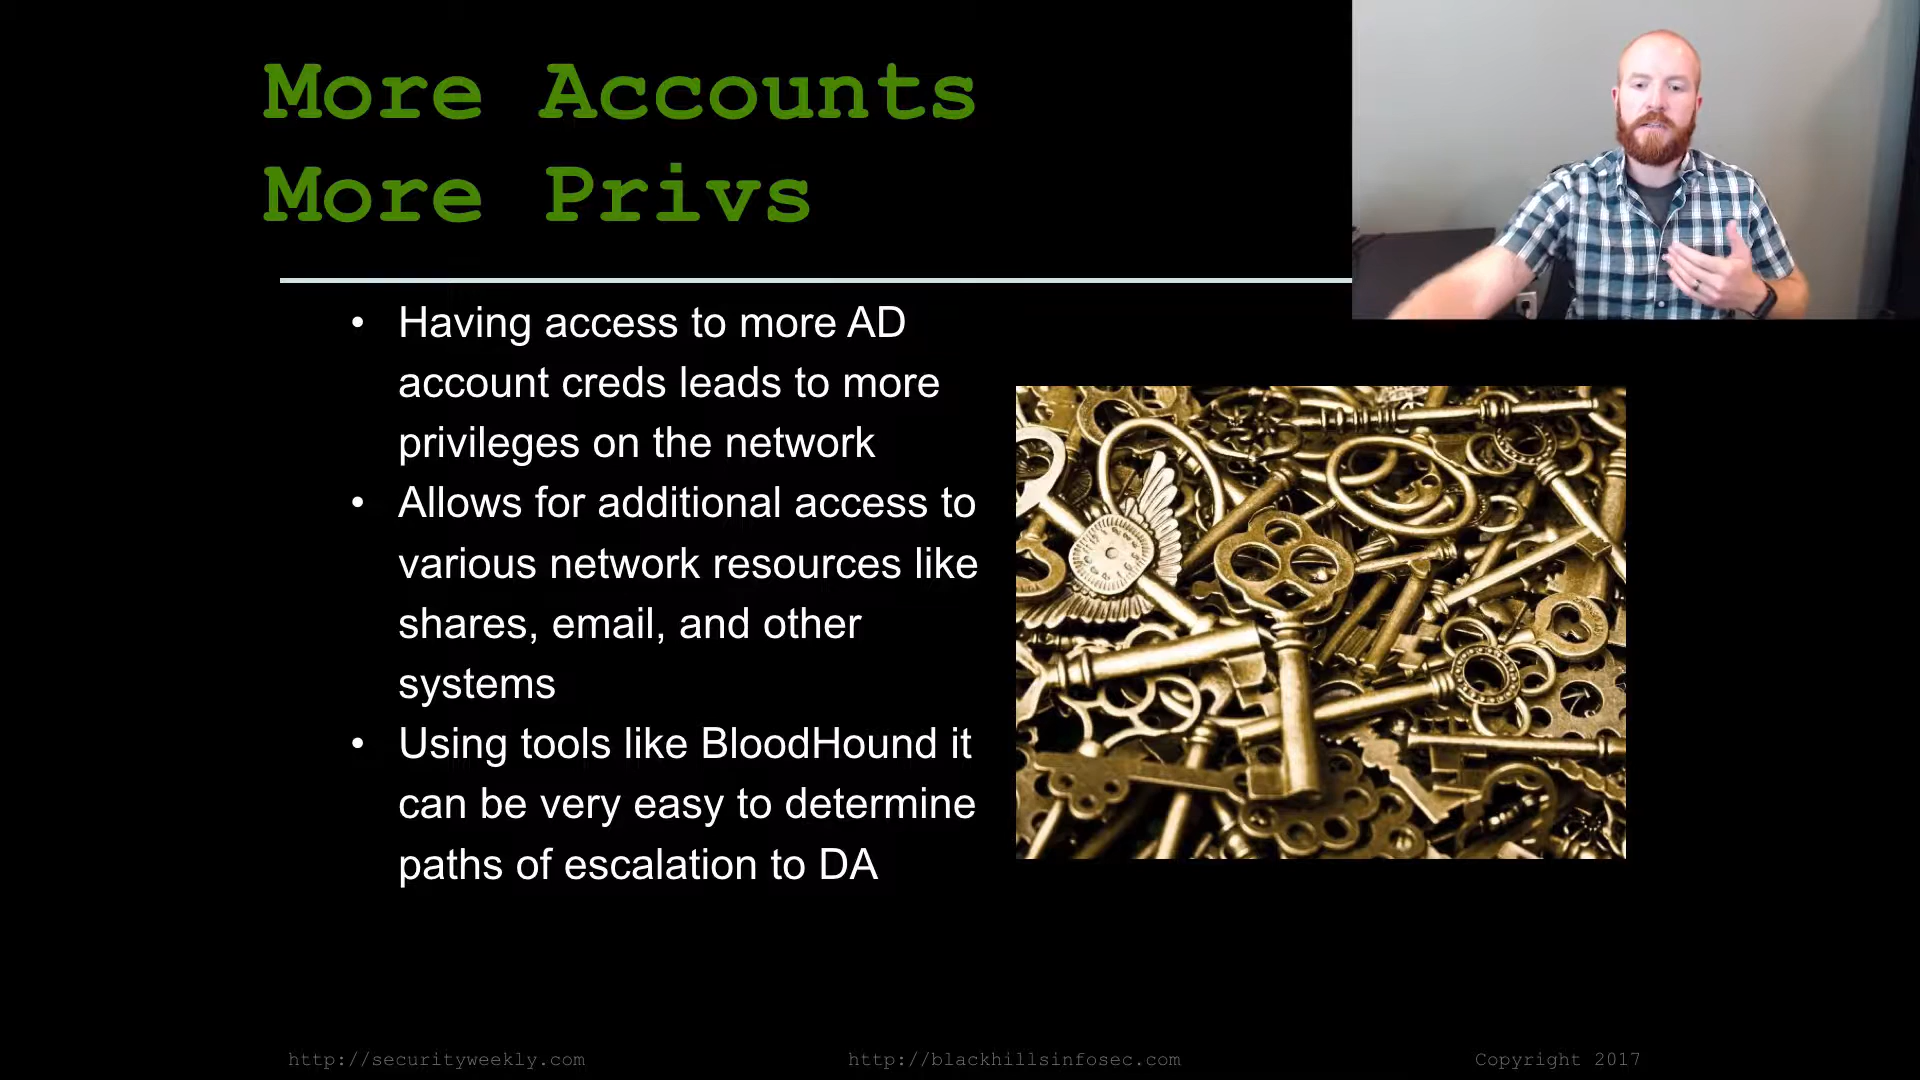 More Accounts
More Privs
• Having access to more AD
account creds leads to more
privileges on the network
• Allows for additional access to
various network resources like
shares, email, and other
systems
• Using tools like BloodHound it
can be very easy to determine
paths of escalation to DA
http://securityweekly.com
http://blackhillsinfosec.com
Copyright 2017